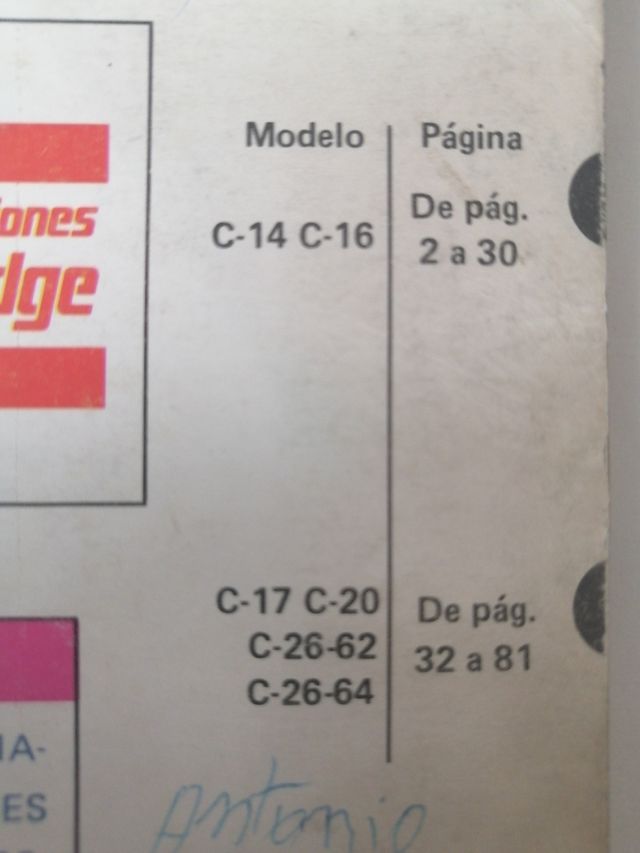 Modelo Página
C-14 C-16 De pág.
2 a 30
ones
dge
C-17 C-20 De pág.
C-26-62 32 a 81
C-26-64
IA-
ES
Antonio